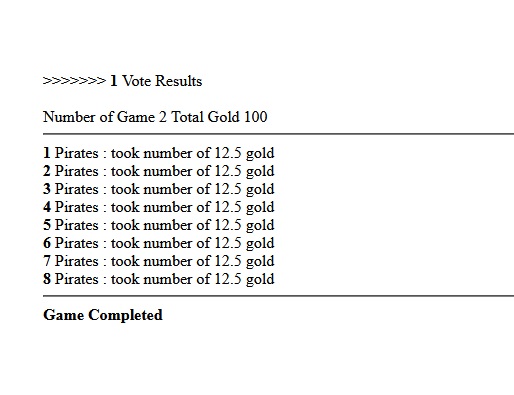 >>>>>>> 1 Vote Results
Number of Game 2 Total Gold 100
1 Pirates : took number of 12.5 gold
2 Pirates : took number of 12.5 gold
3 Pirates : took number of 12.5 gold
4 Pirates : took number of 12.5 gold
5 Pirates : took number of 12.5 gold
6 Pirates : took number of 12.5 gold
7 Pirates : took number of 12.5 gold
8 Pirates : took number of 12.5 gold
Game Completed